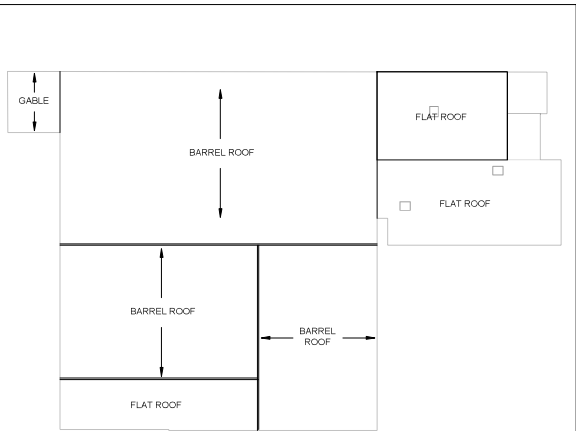 GABLE
FLAT ROOF
BARREL ROOF
FLAT ROOF
BARREL ROOF
BARREL
ROOF
FLAT ROOF